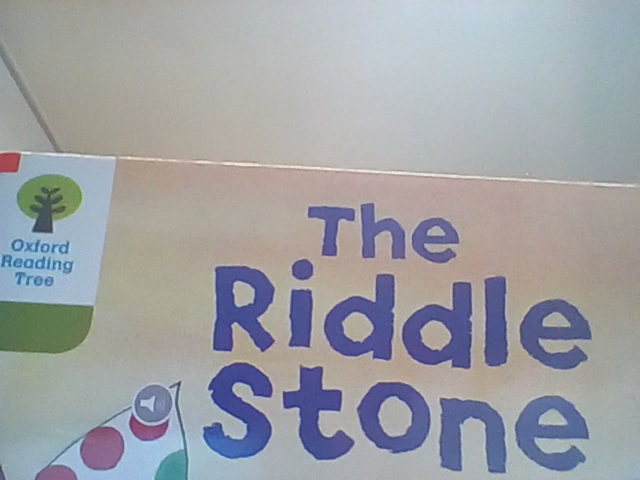 Oxford
Reading
Tree
The
Riddle
Stone